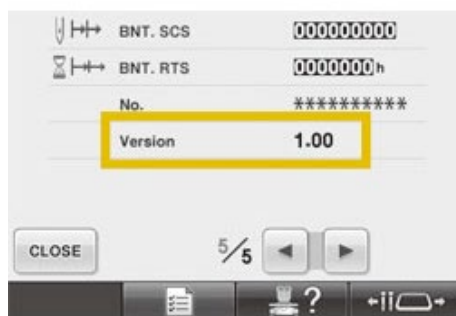 BNT. SCS 000000000
BNT. RTS 0000000h
No. **********
Version 1.00
CLOSE 5/5
?